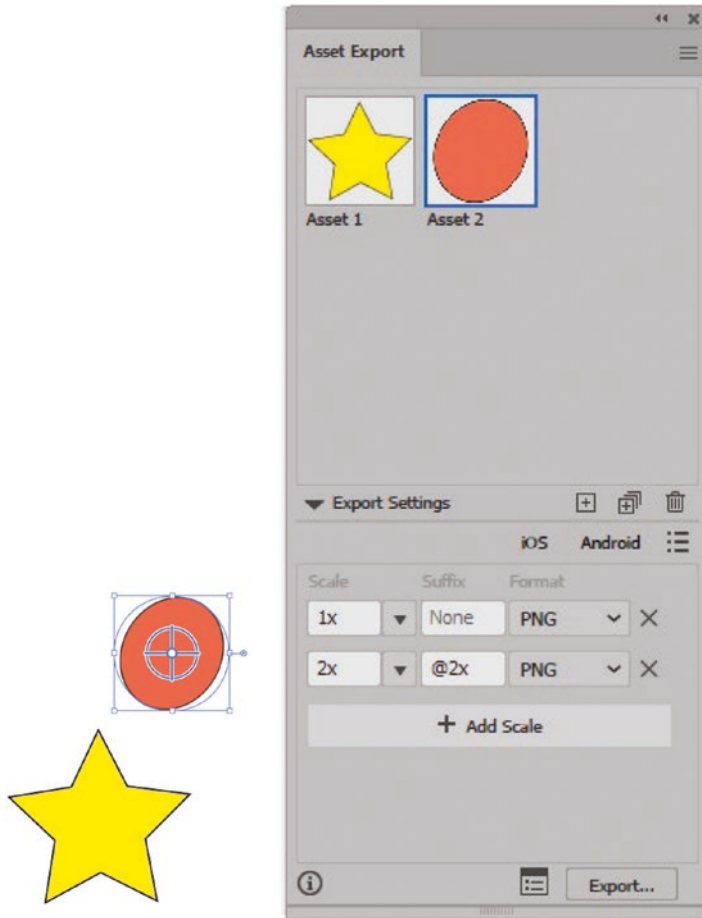 Asset Export
Asset 1 Asset 2
Export Settings
iOS Android
Scale Suffix Format
1x None PNG
2x @2x PNG
+ Add Scale
Export...